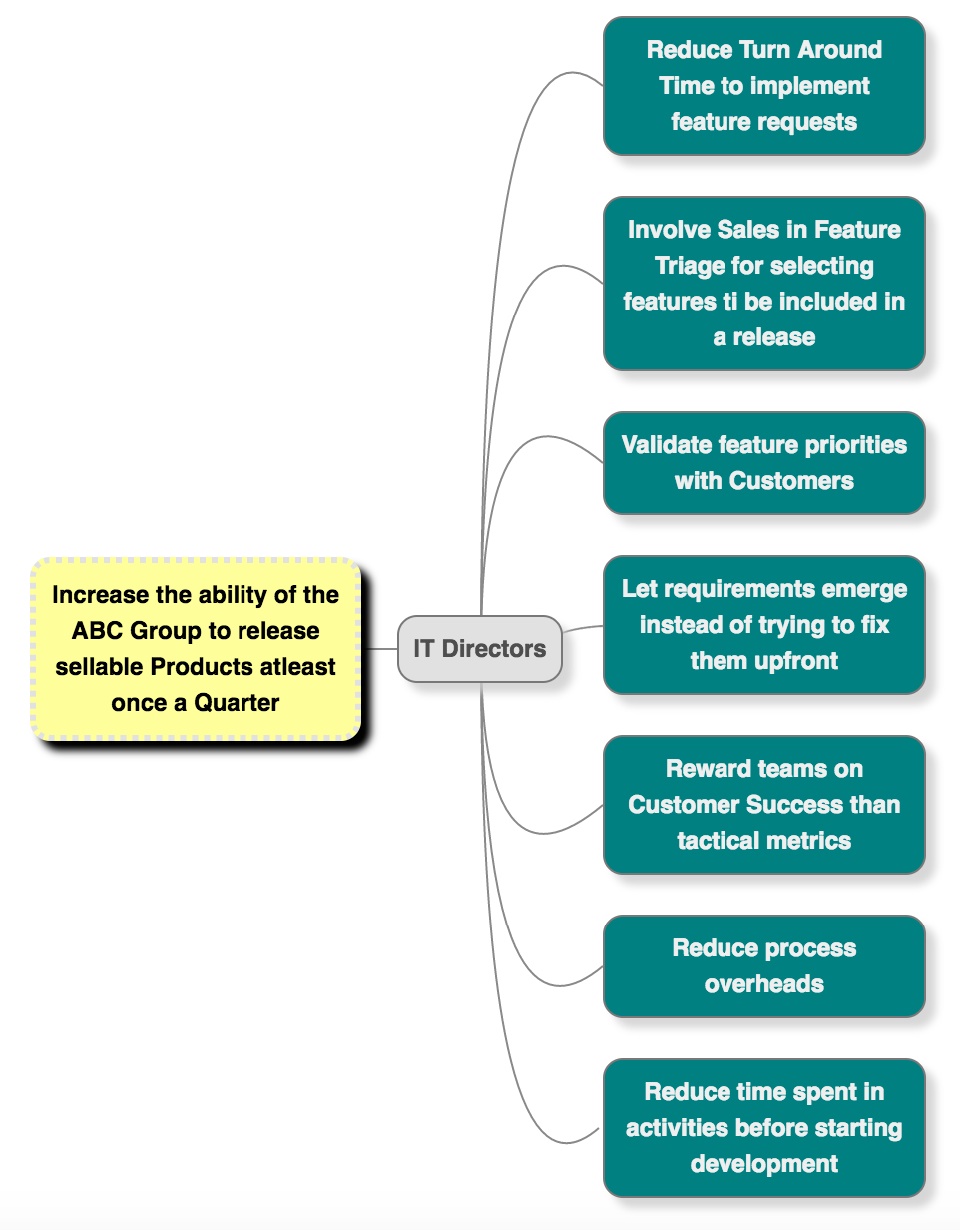 Reduce Turn Around
Time to implement
feature requests
Involve Sales in Feature
Triage for selecting
features ti be included in
a release
Validate feature priorities
with Customers
Increase the ability of the
ABC Group to release
sellable Products atleast
once a Quarter
IT Directors
Let requirements emerge
instead of trying to fix
them upfront
Reward teams on
Customer Success than
tactical metrics
Reduce process
overheads
Reduce time spent in
activities before starting
development